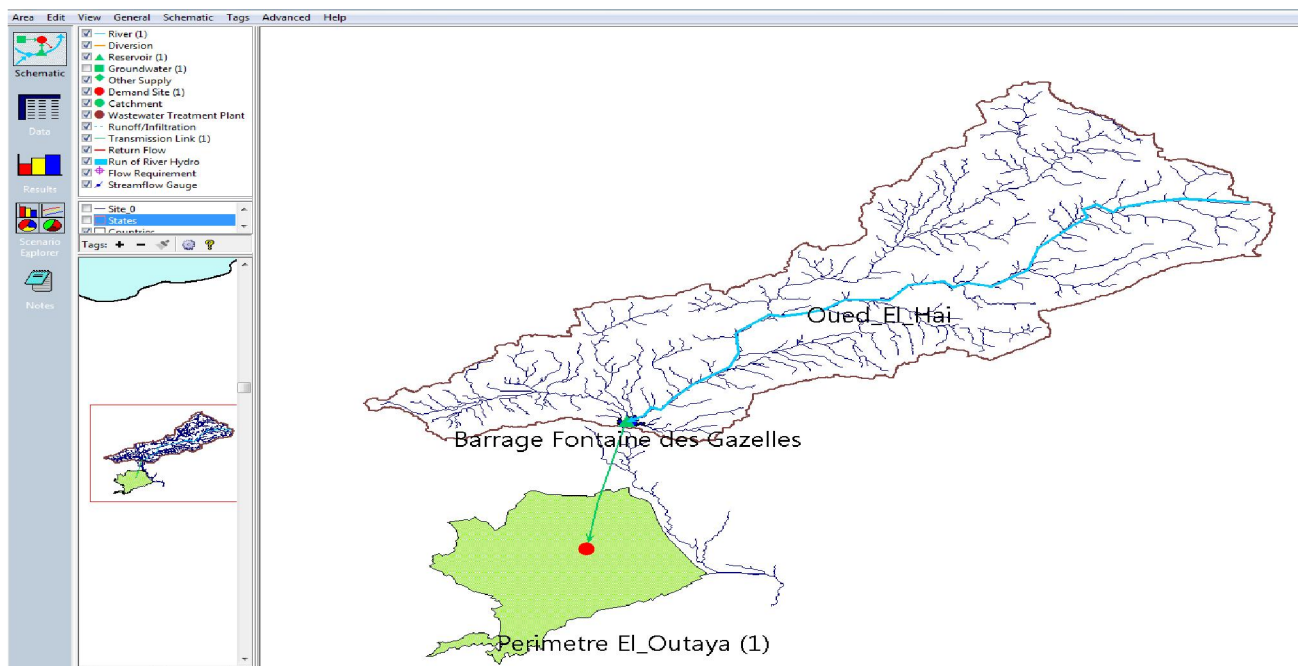 Area Edit View General Schematic Tags Advanced Help
Schematic
Data
Results
Scenario
Explorer
Notes
River (1)
Diversion
Reservoir (1)
Groundwater (1)
Other Supply
Demand Site (1)
Catchment
Wastewater Treatment Plant
Runoff/Infiltration
Transmission Link (1)
Return Flow
Run of River Hydro
Flow Requirement
Streamflow Gauge
Site_0
States
Countries
Tags:
Oued_El_Hai
Barrage Fontaine des Gazelles
Perimetre El_Outaya (1)